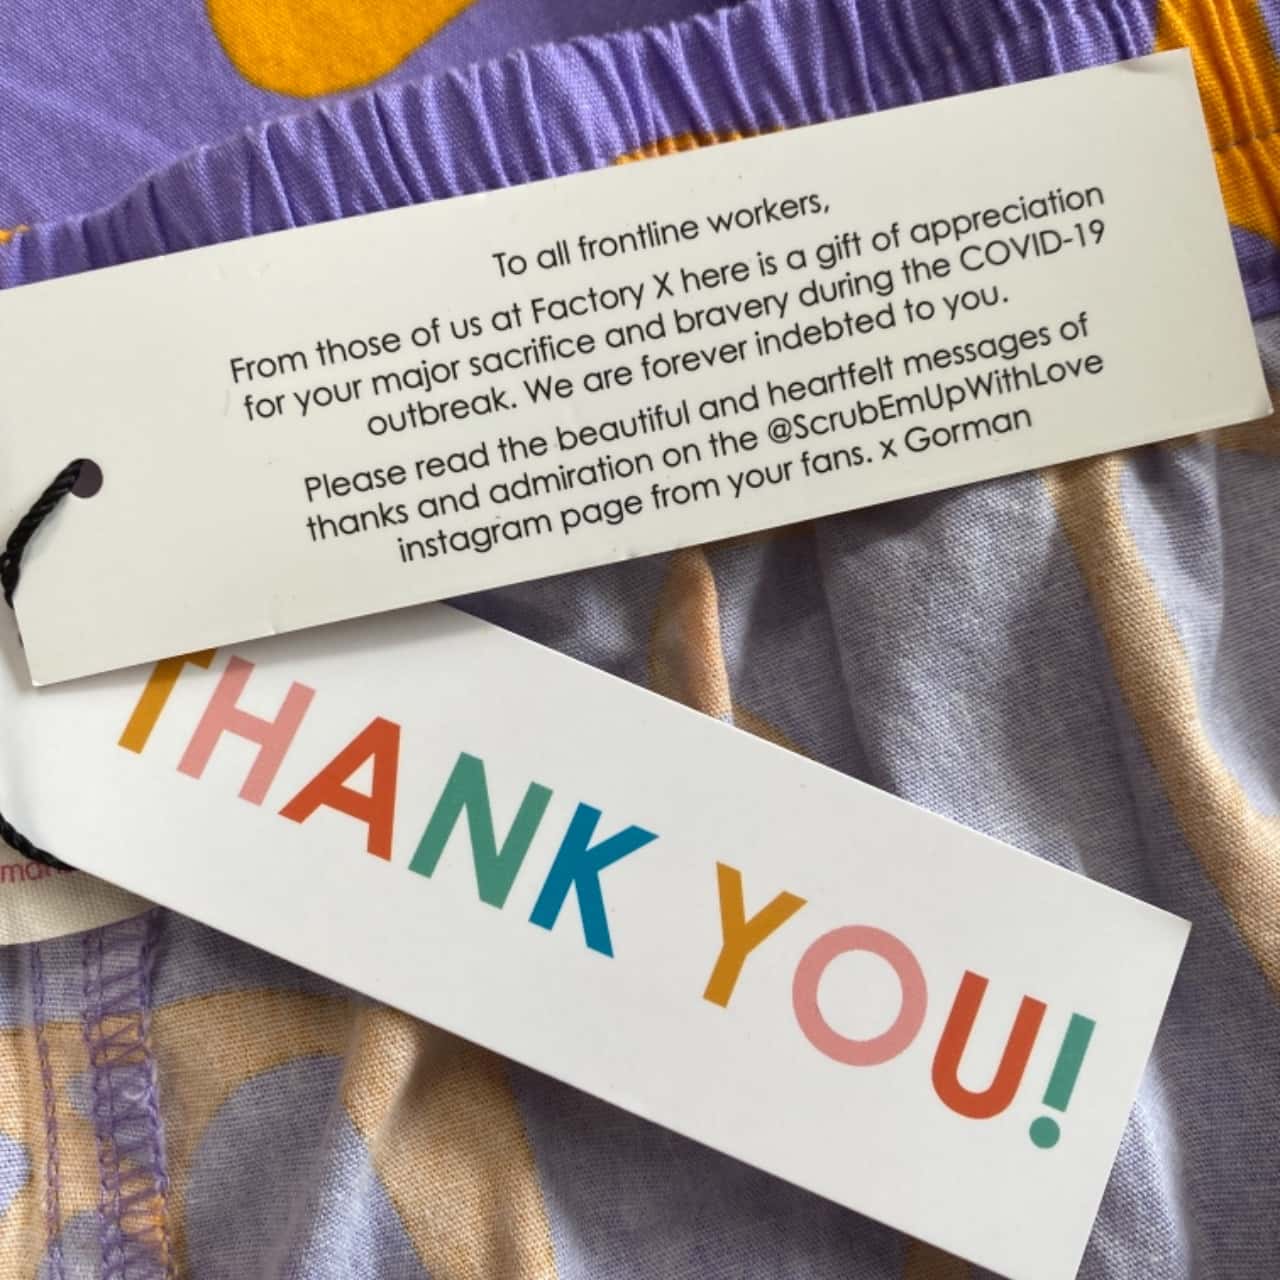 To all frontline workers,
From those of us at Factory X here is a gift of appreciation
for your major sacrifice and bravery during the COVID-19
outbreak. We are forever indebted to you.
Please read the beautiful and heartfelt messages of
thanks and admiration on the @ScrubEmUpWithLove
instagram page from your fans. x Gorman
THANK YOU!